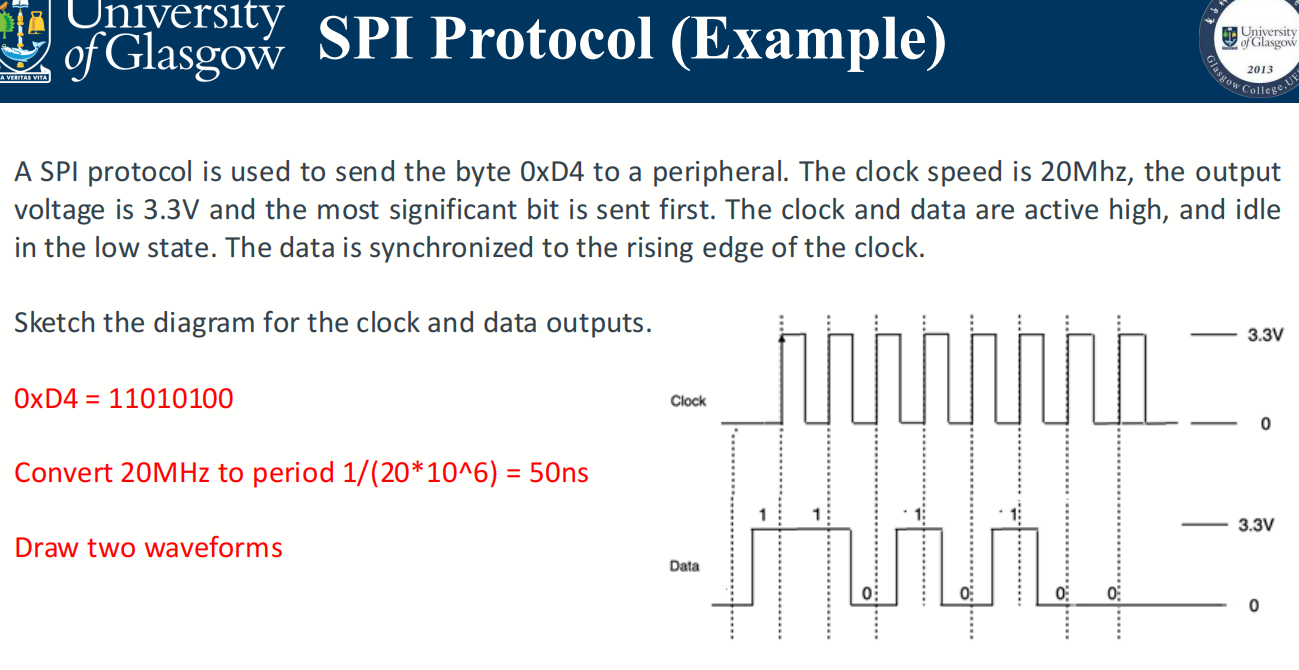 University
of Glasgow
A VERITAS VITA
SPI Protocol (Example)
University
of Glasgow
2013
Glasgow College, UE
A SPI protocol is used to send the byte 0xD4 to a peripheral. The clock speed is 20Mhz, the output
voltage is 3.3V and the most significant bit is sent first. The clock and data are active high, and idle
in the low state. The data is synchronized to the rising edge of the clock.
Sketch the diagram for the clock and data outputs.
0xD4 = 11010100
Convert 20MHz to period 1/(20*10^6) = 50ns
Draw two waveforms
3.3V
Clock
0
1 1 1 1
3.3V
Data
0 0 0 0
0